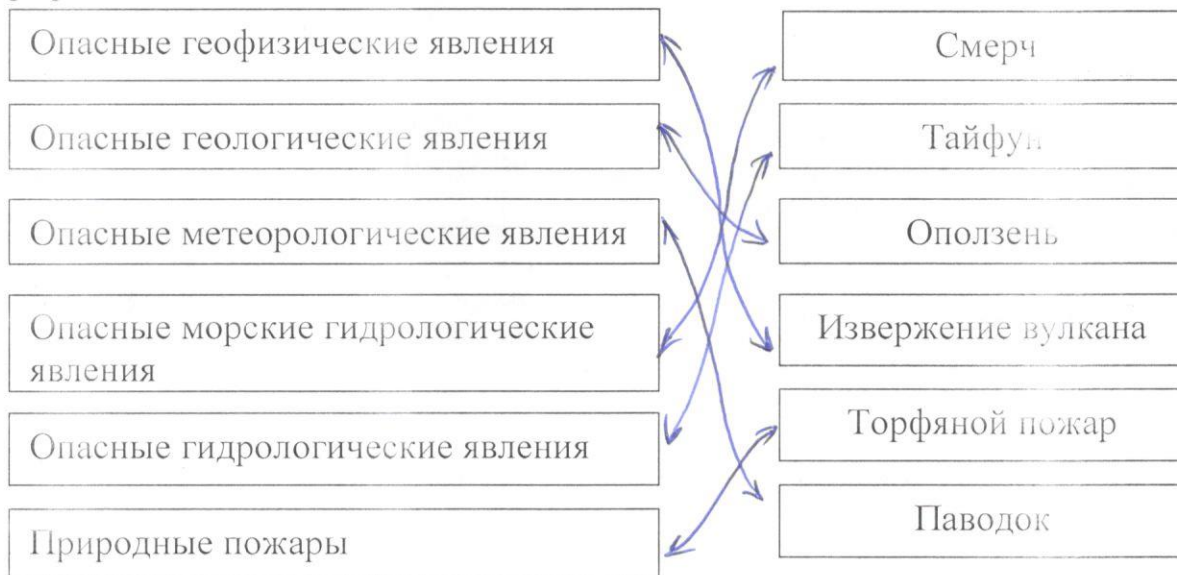 Опасные геофизические явления
Смерч
Опасные геологические явления
Тайфун
Опасные метеорологические явления
Оползень
Опасные морские гидрологические
явления
Извержение вулкана
Опасные гидрологические явления
Торфяной пожар
Природные пожары
Паводок